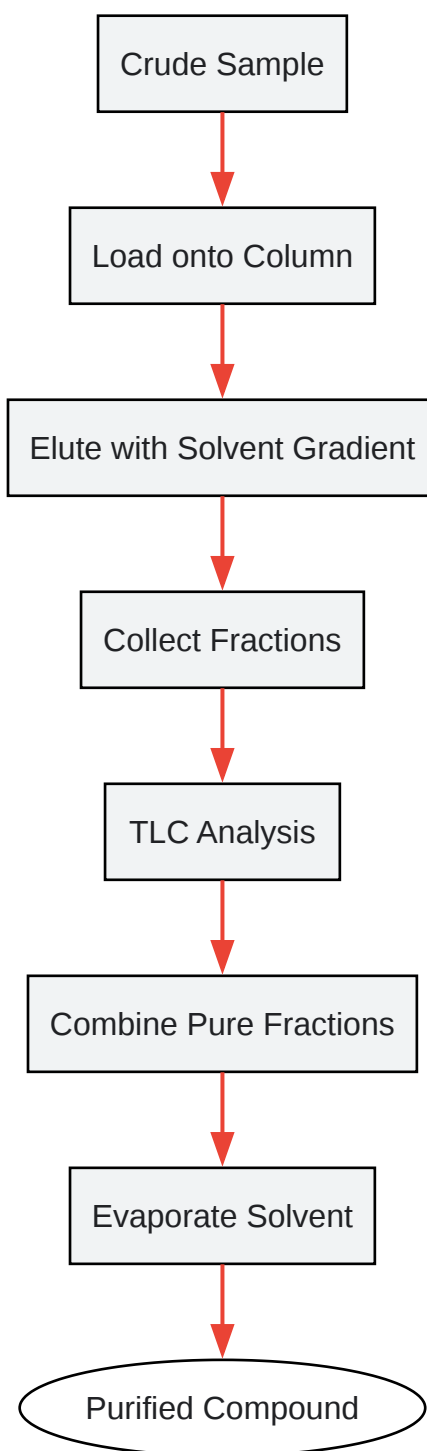 Crude Sample
Load onto Column
Elute with Solvent Gradient
Collect Fractions
TLC Analysis
Combine Pure Fractions
Evaporate Solvent
Purified Compound